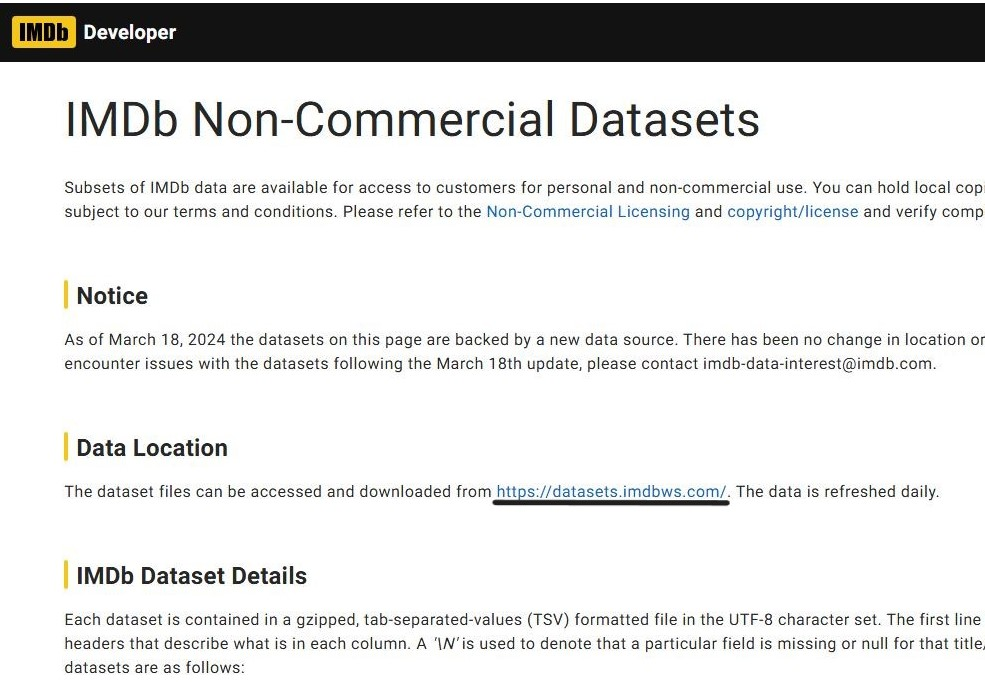 IMDb Developer
IMDb Non-Commercial Datasets
Subsets of IMDb data are available for access to customers for personal and non-commercial use. You can hold local
subject to our terms and conditions. Please refer to the Non-Commercial Licensing and copyright/license and verify
Notice
As of March 18, 2024 the datasets on this page are backed by a new data source. There has been no change in location or
encounter issues with the datasets following the March 18th update, please contact imdb-data-interest@imdb.com.
Data Location
The dataset files can be accessed and downloaded from https://datasets.imdbws.com/. The data is refreshed daily.
IMDb Dataset Details
Each dataset is contained in a gzipped, tab-separated-values (TSV) formatted file in the UTF-8 character set. The first line
headers that describe what is in each column. A '\N' is used to denote that a particular field is missing or null for that title/
datasets are as follows: